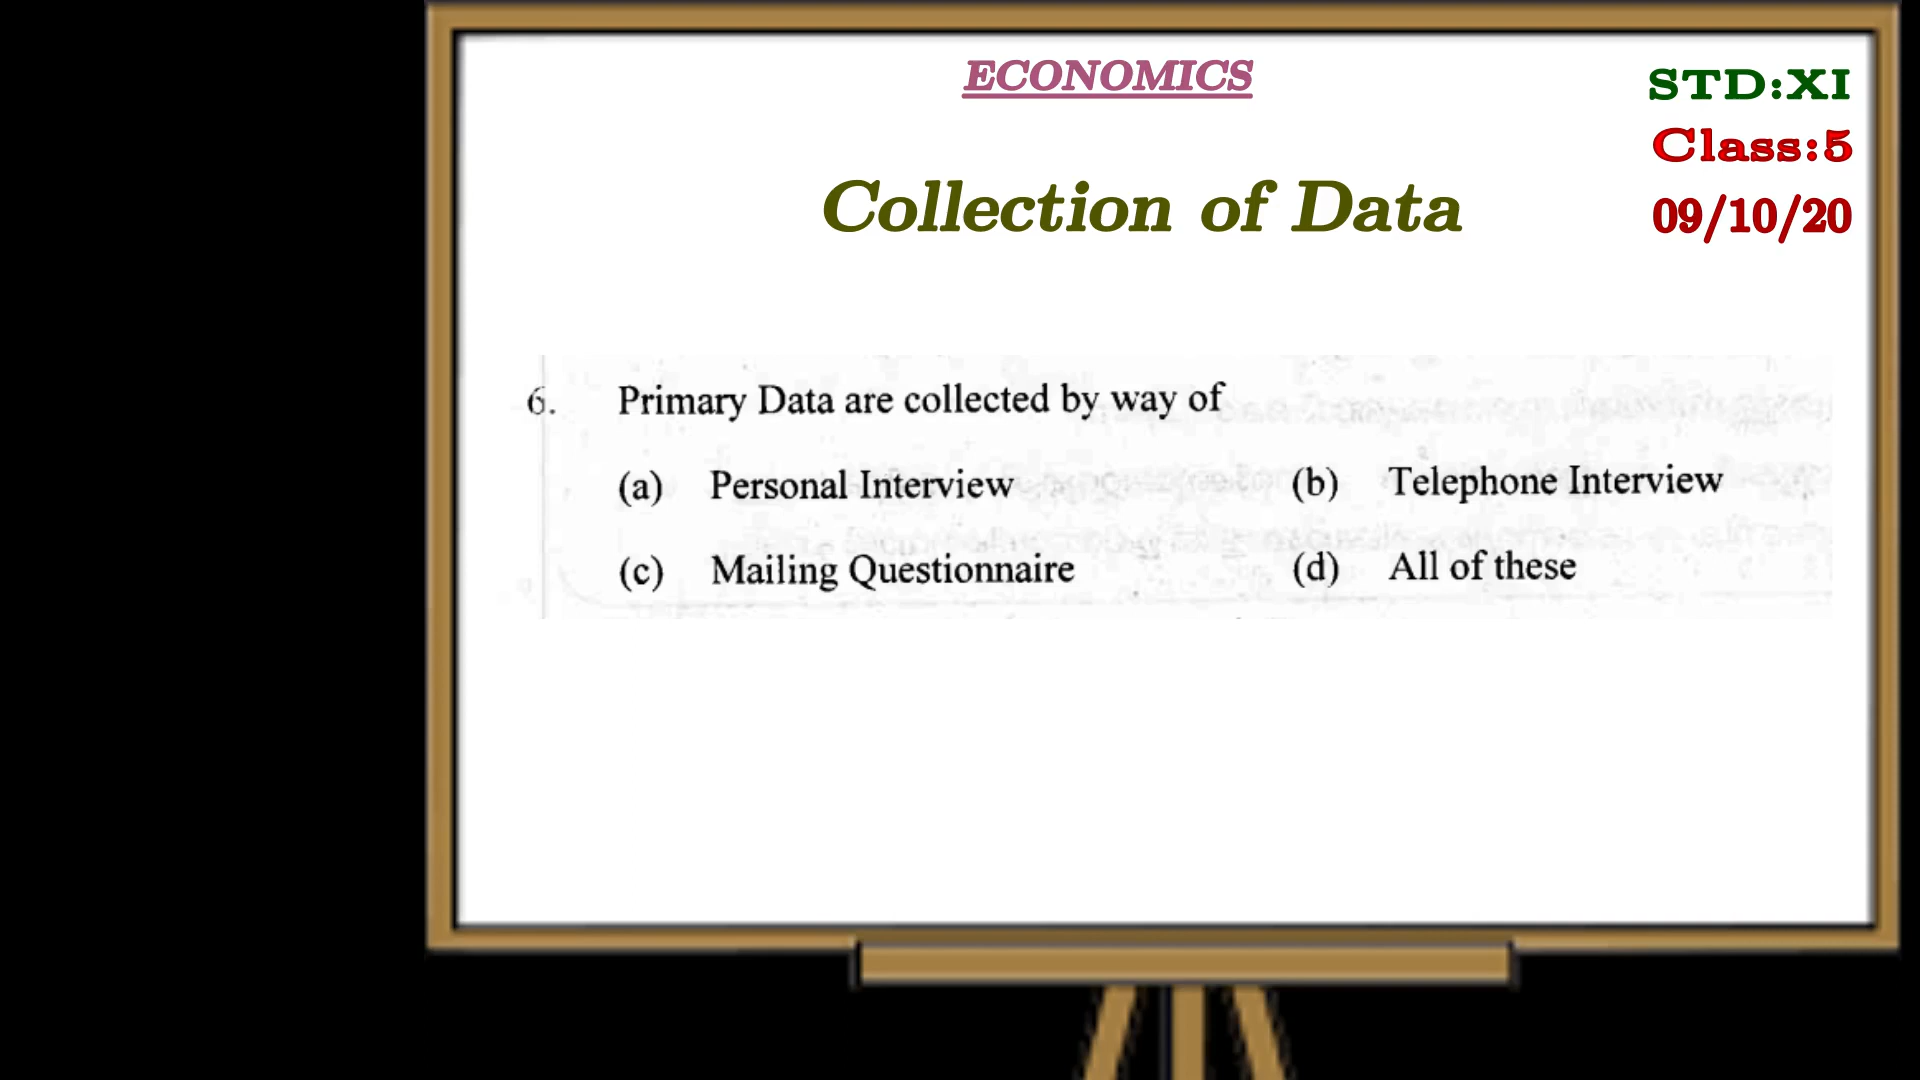 ECONOMICS
STD:XI
Class:5
09/10/20
Collection of Data
6. Primary Data are collected by way of
(a) Personal Interview (b) Telephone Interview
(c) Mailing Questionnaire (d) All of these